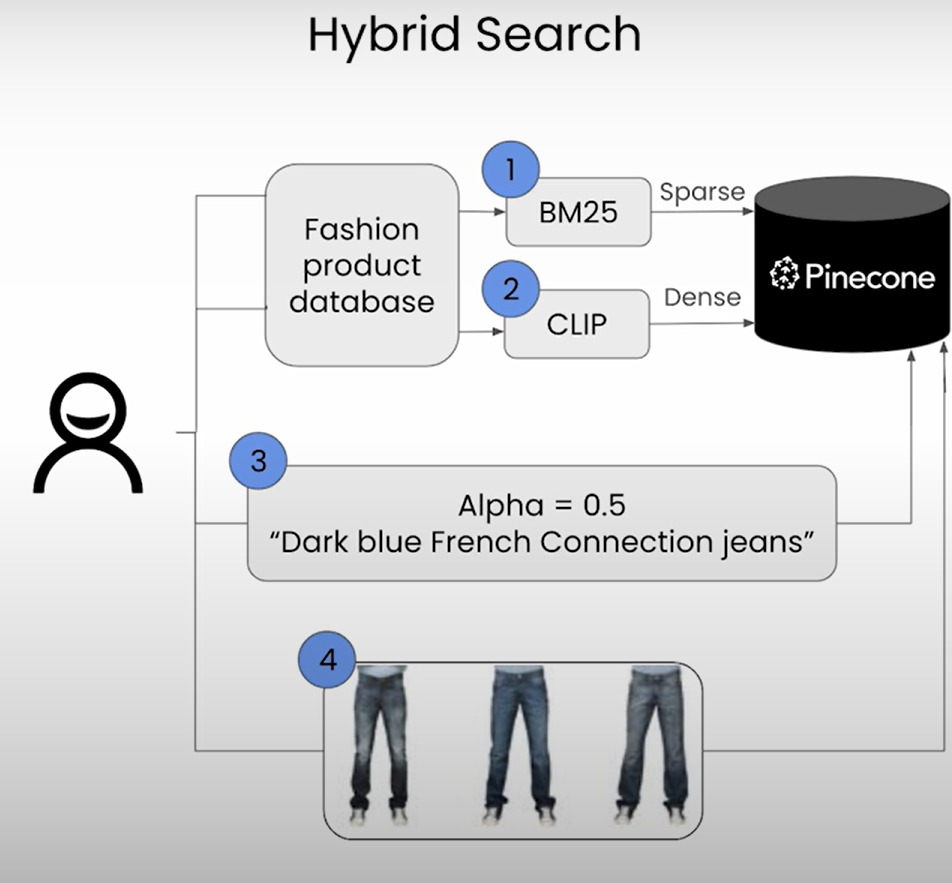 Hybrid Search
1
BM25
Sparse
Fashion
product
database
Pinecone
2
CLIP
Dense
3
Alpha = 0.5
“Dark blue French Connection jeans”
4